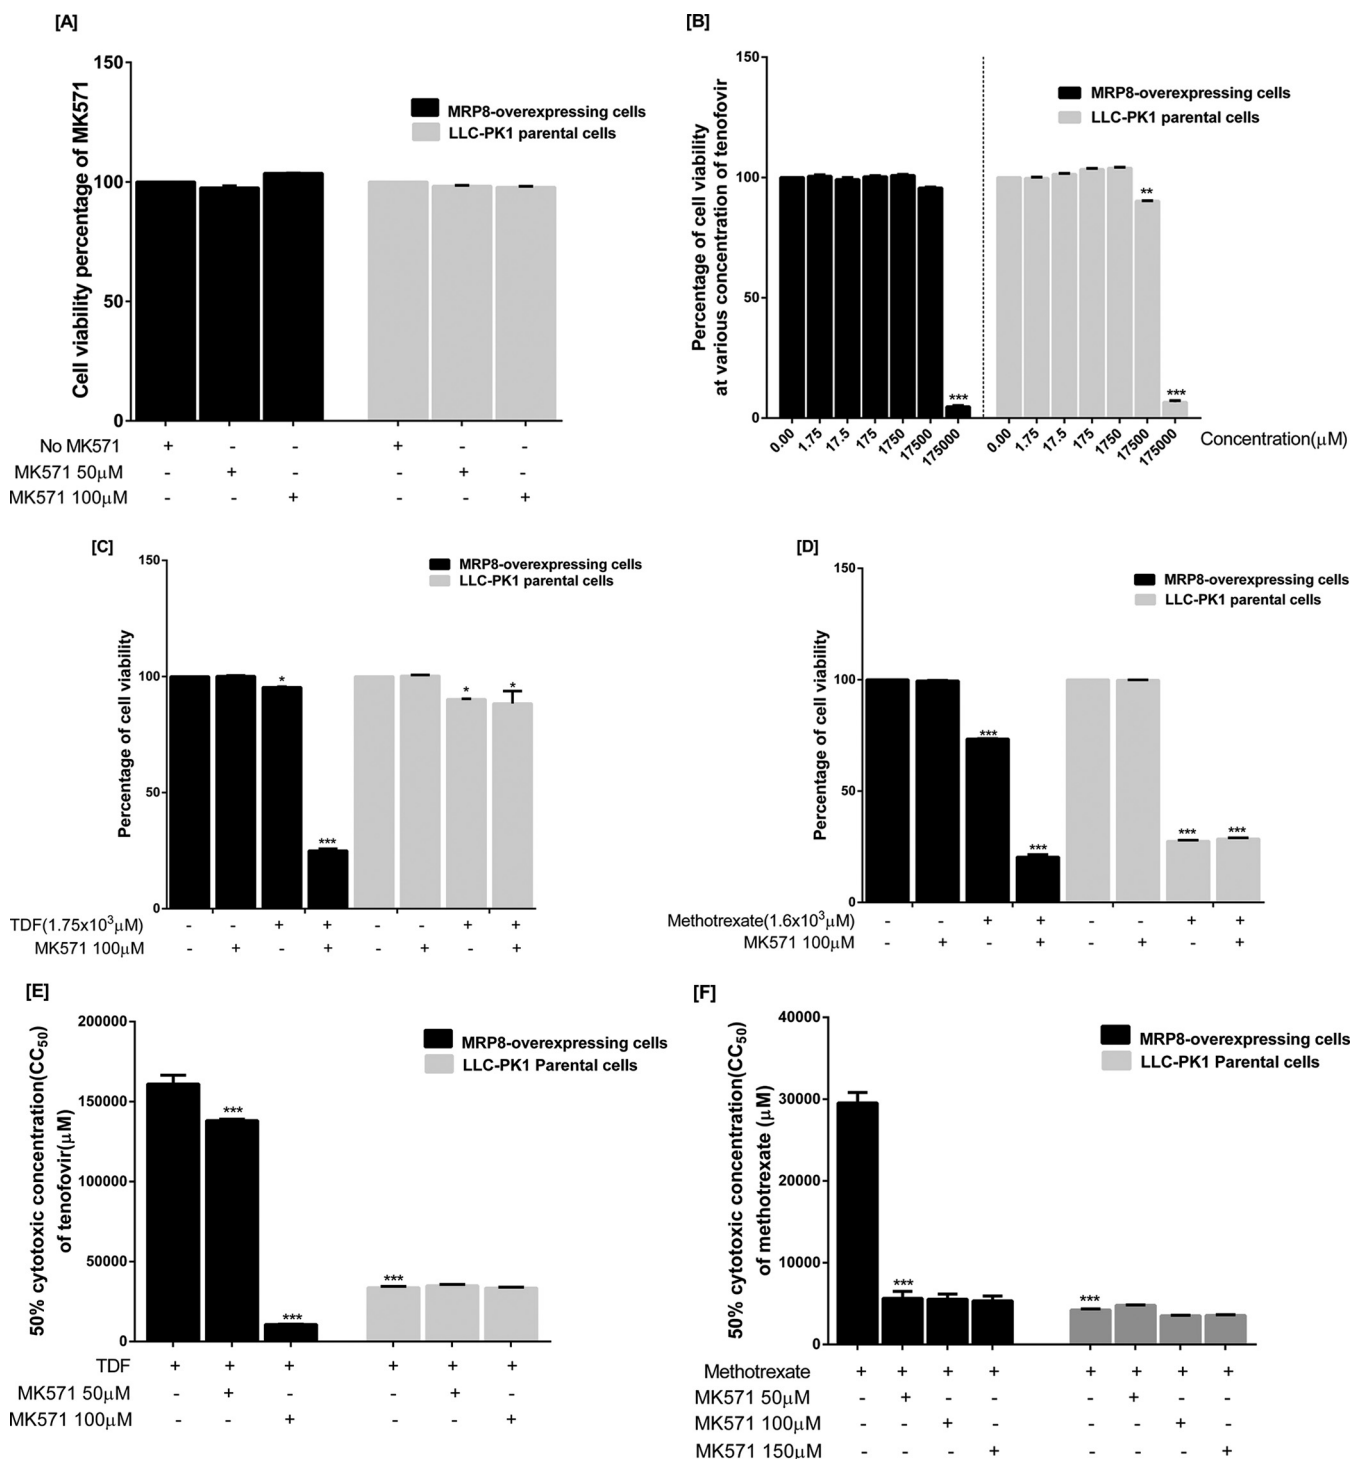 [A]
Cell viability percentage of MK571
150
100
50
0
MRP8-overexpressing cells
LLC-PK1 parental cells
No MK571 + - - + - -
MK571 50μM - + - - + -
MK571 100μM - - + - - +
[B]
Percentage of cell viability
at various concentration of tenofovir
150
100
50
0
MRP8-overexpressing cells
LLC-PK1 parental cells
**
*** ***
0.00 1.75 17.5 175 1750 17500 175000 0.00 1.75 17.5 175 1750 17500 175000 Concentration(μM)
[C]
Percentage of cell viability
150
100
50
0
MRP8-overexpressing cells
LLC-PK1 parental cells
* *** * *
TDF(1.75x10³μM) - - + + - - + +
MK571 100μM - + - + - + - +
[D]
Percentage of cell viability
150
100
50
0
MRP8-overexpressing cells
LLC-PK1 parental cells
*** *** *** ***
Methotrexate(1.6x10³μM) - - + + - - + +
MK571 100μM - + - + - + - +
[E]
50% cytotoxic concentration(CC₅₀)
of tenofovir(μM)
200000
150000
100000
50000
0
MRP8-overexpressing cells
LLC-PK1 Parental cells
*** *** ***
TDF + + + + + +
MK571 50μM - + - - + -
MK571 100μM - - + - - +
[F]
50% cytotoxic concentration(CC₅₀)
of methotrexate (μM)
40000
30000
20000
10000
0
MRP8-overexpressing cells
LLC-PK1 Parental cells
*** ***
Methotrexate + + + + + + + +
MK571 50μM - + - - - + - -
MK571 100μM - - + - - - + -
MK571 150μM - - - + - - - +